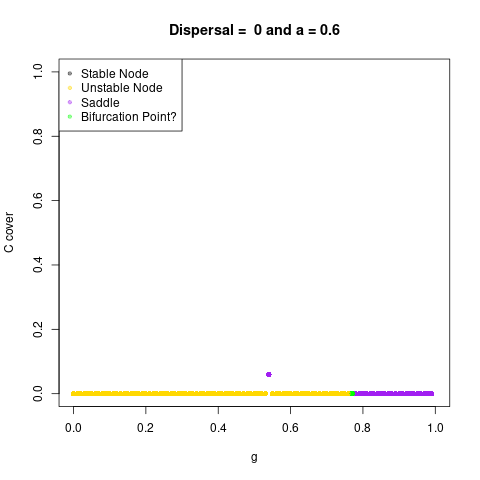 Dispersal =  0 and a = 0.6
Stable Node
Unstable Node
Saddle
Bifurcation Point?
C cover
1.0
0.8
0.6
0.4
0.2
0.0
0.0 0.2 0.4 0.6 0.8 1.0
g